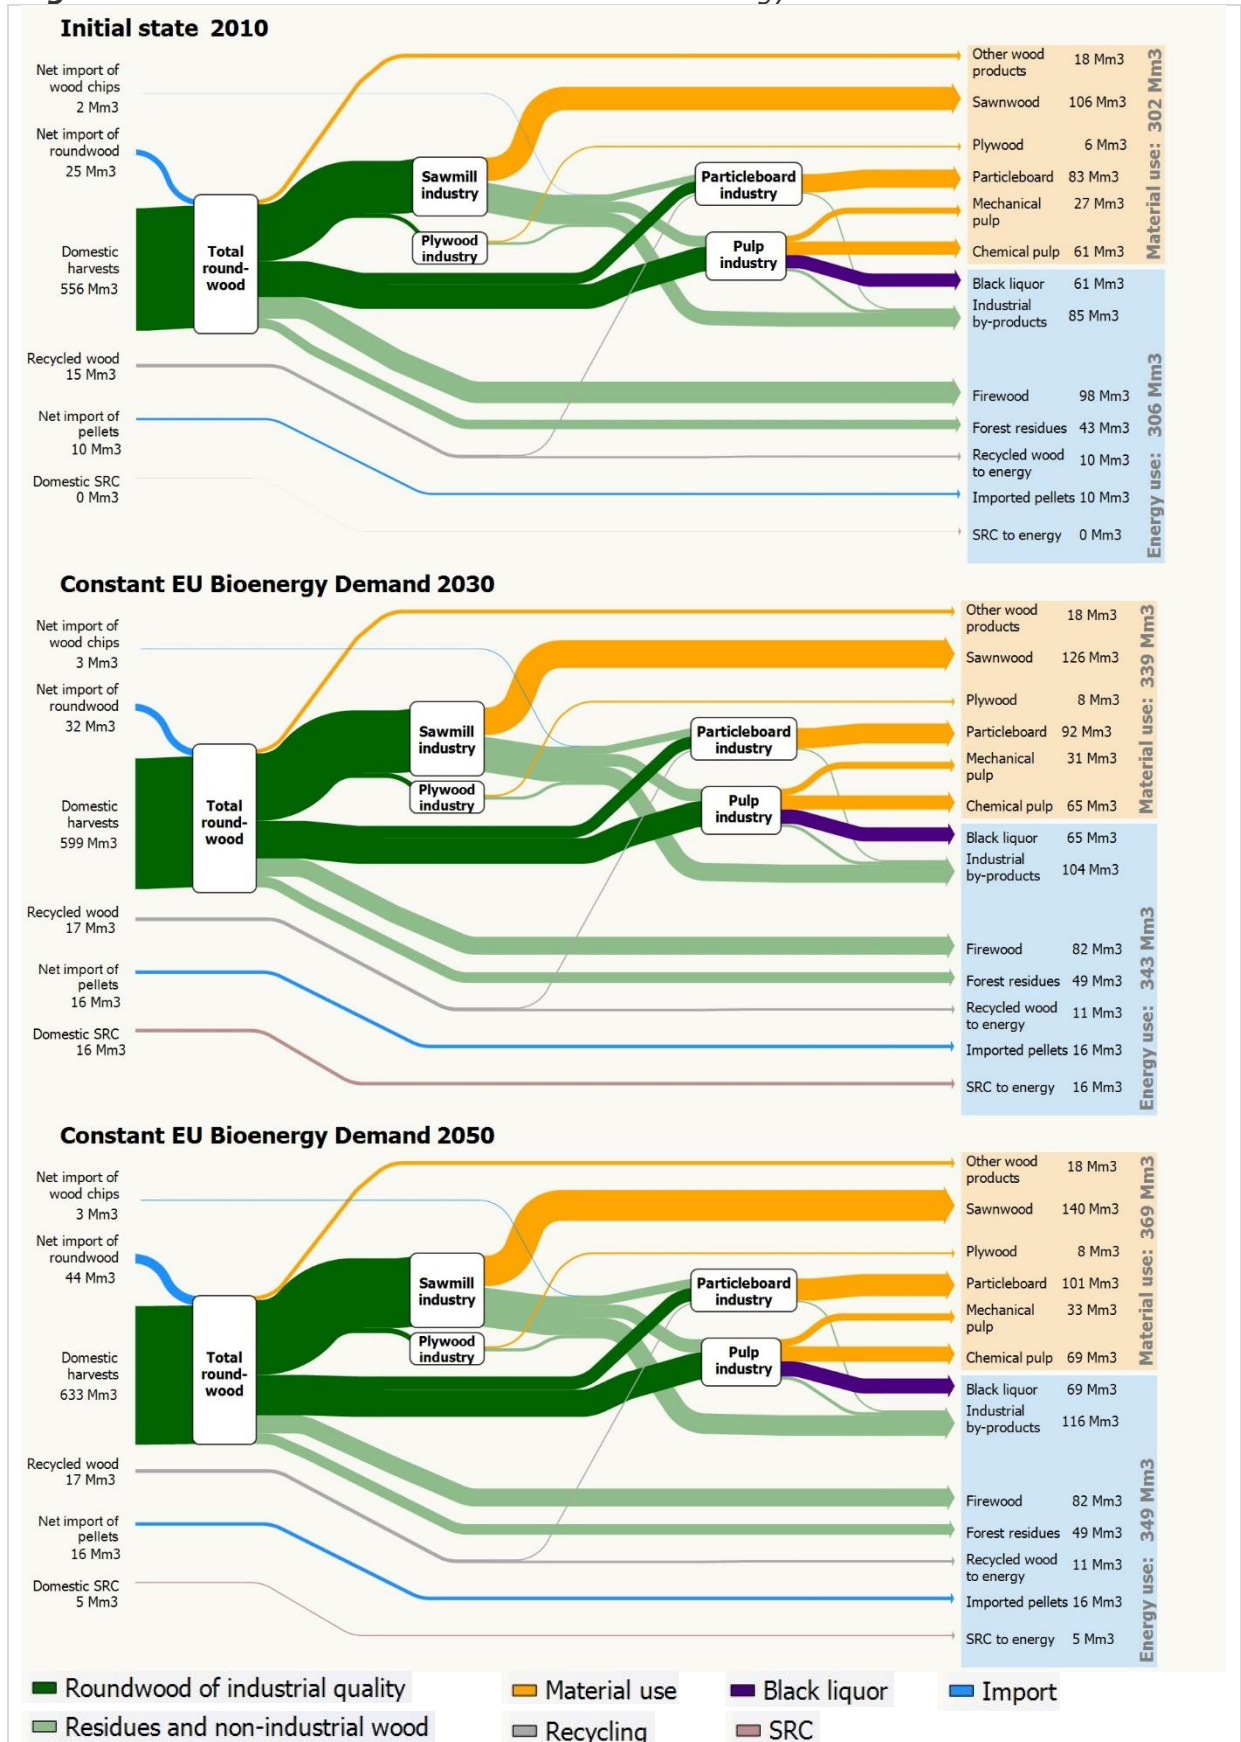 Initial state 2010
Net import of
wood chips
2 Mm3
Net import of
roundwood
25 Mm3
Domestic
harvests
556 Mm3
Recycled wood
15 Mm3
Net import of
pellets
10 Mm3
Domestic SRC
0 Mm3
Total
round-
wood
Sawmill
industry
Plywood
industry
Particleboard
industry
Pulp
industry
Other wood
products 18 Mm3
Sawnwood 106 Mm3
Plywood 6 Mm3
Particleboard 83 Mm3
Mechanical
pulp 27 Mm3
Chemical pulp 61 Mm3
Material use: 302 Mm3
Black liquor 61 Mm3
Industrial
by-products 85 Mm3
Firewood 98 Mm3
Forest residues 43 Mm3
Recycled wood
to energy 10 Mm3
Imported pellets 10 Mm3
SRC to energy 0 Mm3
Energy use: 306 Mm3
Constant EU Bioenergy Demand 2030
Net import of
wood chips
3 Mm3
Net import of
roundwood
32 Mm3
Domestic
harvests
599 Mm3
Recycled wood
17 Mm3
Net import of
pellets
16 Mm3
Domestic SRC
16 Mm3
Total
round-
wood
Sawmill
industry
Plywood
industry
Particleboard
industry
Pulp
industry
Other wood
products 18 Mm3
Sawnwood 126 Mm3
Plywood 8 Mm3
Particleboard 92 Mm3
Mechanical
pulp 31 Mm3
Chemical pulp 65 Mm3
Material use: 339 Mm3
Black liquor 65 Mm3
Industrial
by-products 104 Mm3
Firewood 82 Mm3
Forest residues 49 Mm3
Recycled wood
to energy 11 Mm3
Imported pellets 16 Mm3
SRC to energy 16 Mm3
Energy use: 343 Mm3
Constant EU Bioenergy Demand 2050
Net import of
wood chips
3 Mm3
Net import of
roundwood
44 Mm3
Domestic
harvests
633 Mm3
Recycled wood
17 Mm3
Net import of
pellets
16 Mm3
Domestic SRC
5 Mm3
Total
round-
wood
Sawmill
industry
Plywood
industry
Particleboard
industry
Pulp
industry
Other wood
products 18 Mm3
Sawnwood 140 Mm3
Plywood 8 Mm3
Particleboard 101 Mm3
Mechanical
pulp 33 Mm3
Chemical pulp 69 Mm3
Material use: 369 Mm3
Black liquor 69 Mm3
Industrial
by-products 116 Mm3
Firewood 82 Mm3
Forest residues 49 Mm3
Recycled wood
to energy 11 Mm3
Imported pellets 16 Mm3
SRC to energy 5 Mm3
Energy use: 349 Mm3
Roundwood of industrial quality
Material use
Black liquor
Import
Residues and non-industrial wood
Recycling
SRC